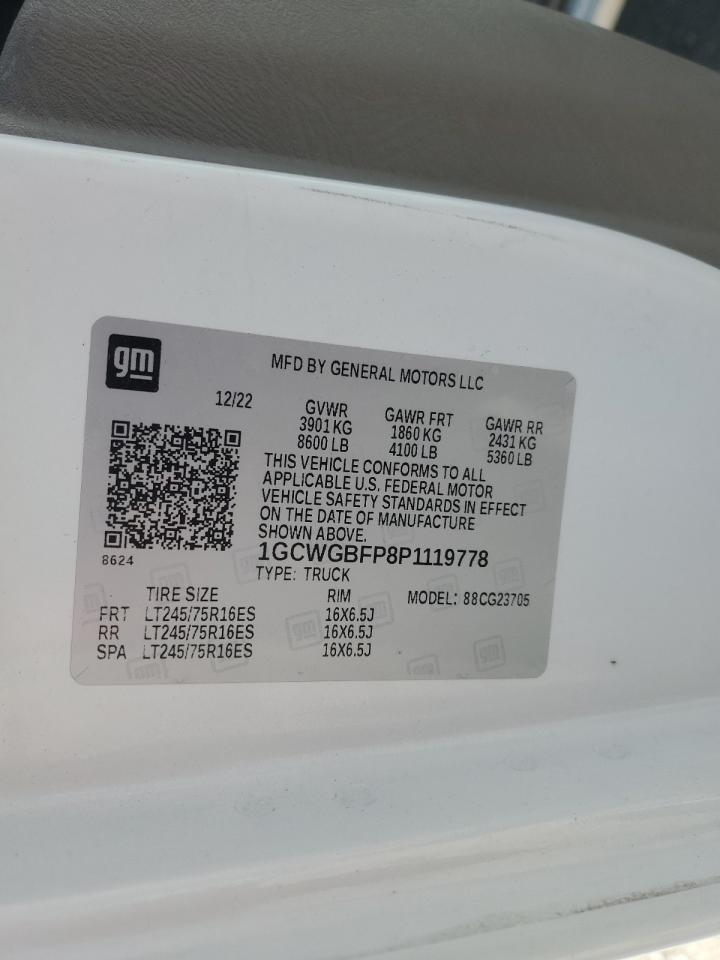 gm
MFD BY GENERAL MOTORS LLC
12/22
GVWR GAWR FRT GAWR RR
3901 KG 1860 KG 2431 KG
8600 LB 4100 LB 5360 LB
THIS VEHICLE CONFORMS TO ALL
APPLICABLE U.S. FEDERAL MOTOR
VEHICLE SAFETY STANDARDS IN EFFECT
ON THE DATE OF MANUFACTURE
SHOWN ABOVE.
8624
1GCWGBFP8P1119778
TYPE: TRUCK
TIRE SIZE RIM MODEL: 88CG23705
FRT LT245/75R16ES 16X6.5J
RR LT245/75R16ES 16X6.5J
SPA LT245/75R16ES 16X6.5J